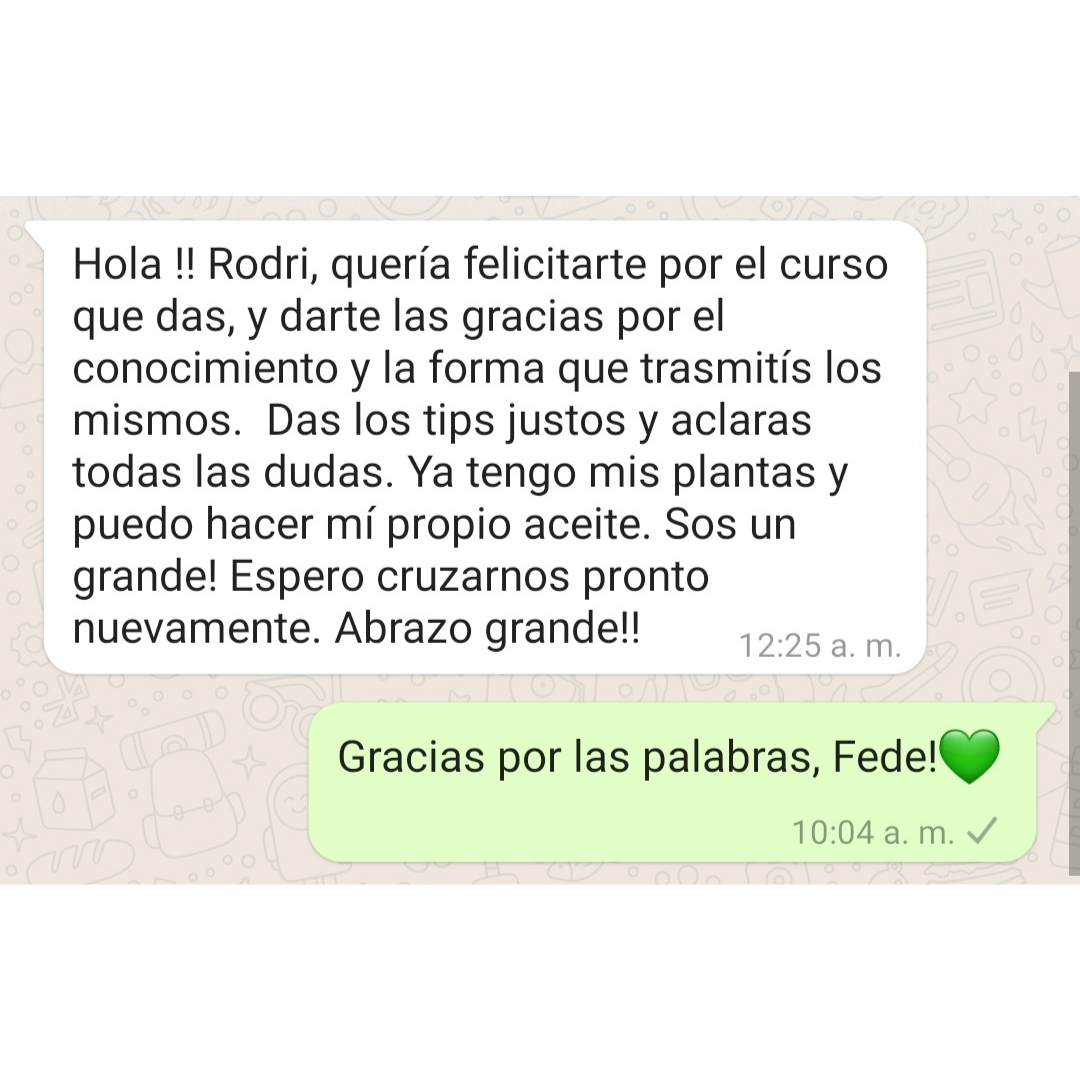 Hola !! Rodri, quería felicitarte por el curso
que das, y darte las gracias por el
conocimiento y la forma que trasmitís los
mismos.  Das los tips justos y aclaras
todas las dudas. Ya tengo mis plantas y
puedo hacer mí propio aceite. Sos un
grande! Espero cruzarnos pronto
nuevamente. Abrazo grande!!
12:25 a. m.
Gracias por las palabras, Fede!💚
10:04 a. m.